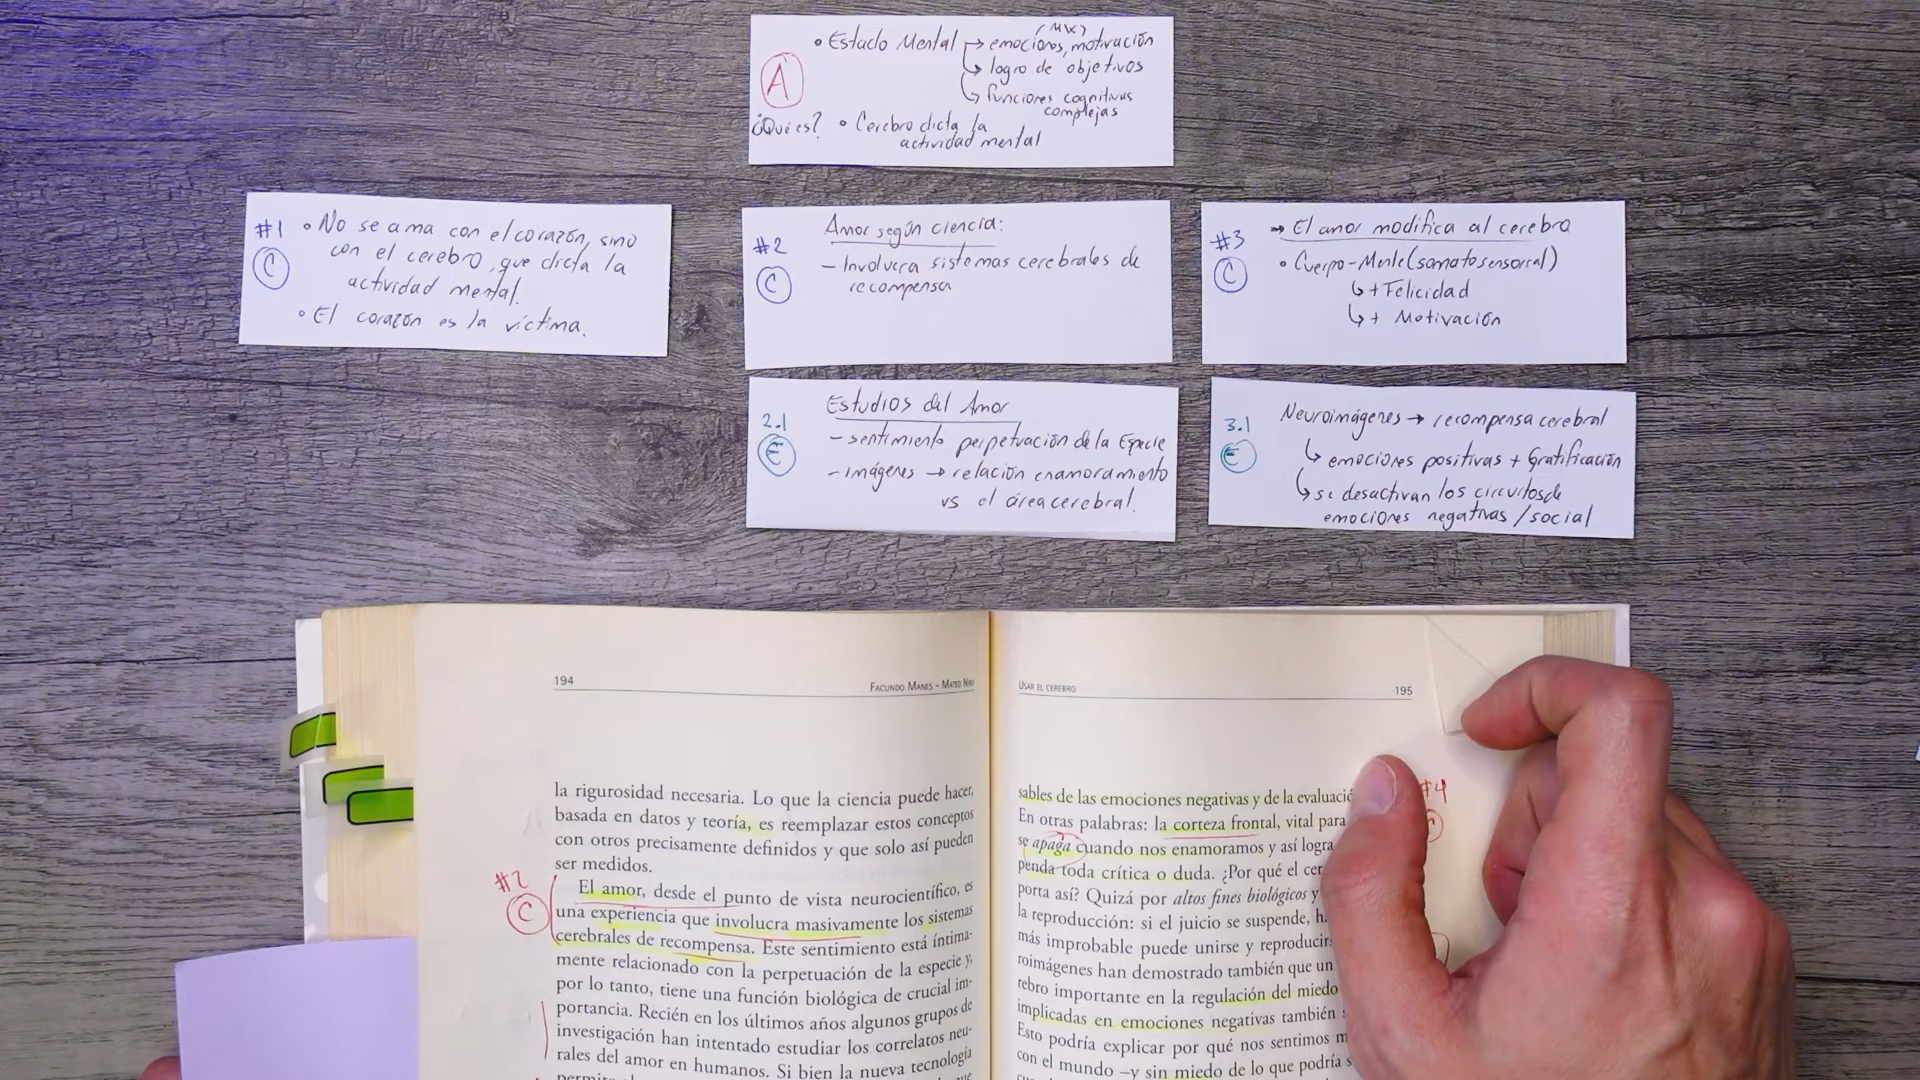 (MX)
• Estado Mental → emociones, motivación
↳ logro de objetivos
↳ funciones cognitivas
complejas
A
¿Qué es? • Cerebro dicta la
actividad mental
#1 • No se ama con el corazón, sino
con el cerebro, que dicta la
actividad mental.
• El corazón es la víctima.
C
Amor según ciencia:
#2
– Involucra sistemas cerebrales de
recompensa
C
→ El amor modifica al cerebro
#3
• Cuerpo-Mente (somatosensorial)
↳ + Felicidad
↳ + Motivación
C
Estudios del Amor
2.1
– sentimiento perpetuación de la Especie
– imágenes → relación enamoramiento
vs el área cerebral.
E
Neuroimágenes → recompensa cerebral
3.1
↳ emociones positivas + Gratificación
↳ se desactivan los circuitos de
emociones negativas / social
E
194
FACUNDO MANES - MATEO NIRO
la rigurosidad necesaria. Lo que la ciencia puede hacer,
basada en datos y teoría, es reemplazar estos conceptos
con otros precisamente definidos y que solo así pueden
ser medidos.
#2
C
El amor, desde el punto de vista neurocientífico, es
una experiencia que involucra masivamente los sistemas
cerebrales de recompensa. Este sentimiento está íntima-
mente relacionado con la perpetuación de la especie y,
por lo tanto, tiene una función biológica de crucial im-
portancia. Recién en los últimos años algunos grupos de
investigación han intentado estudiar los correlatos neu-
rales del amor en humanos. Si bien la nueva tecnología
USAR EL CEREBRO
195
#4
sables de las emociones negativas y de la evaluació
En otras palabras: la corteza frontal, vital para
se apaga cuando nos enamoramos y así logra
penda toda crítica o duda. ¿Por qué el cer
porta así? Quizá por altos fines biológicos y
la reproducción: si el juicio se suspende, h
más improbable puede unirse y reproducir
roimágenes han demostrado también que un
rebro importante en la regulación del miedo
implicadas en emociones negativas también
Esto podría explicar por qué nos sentimos m
con el mundo –y sin miedo de lo que podría s